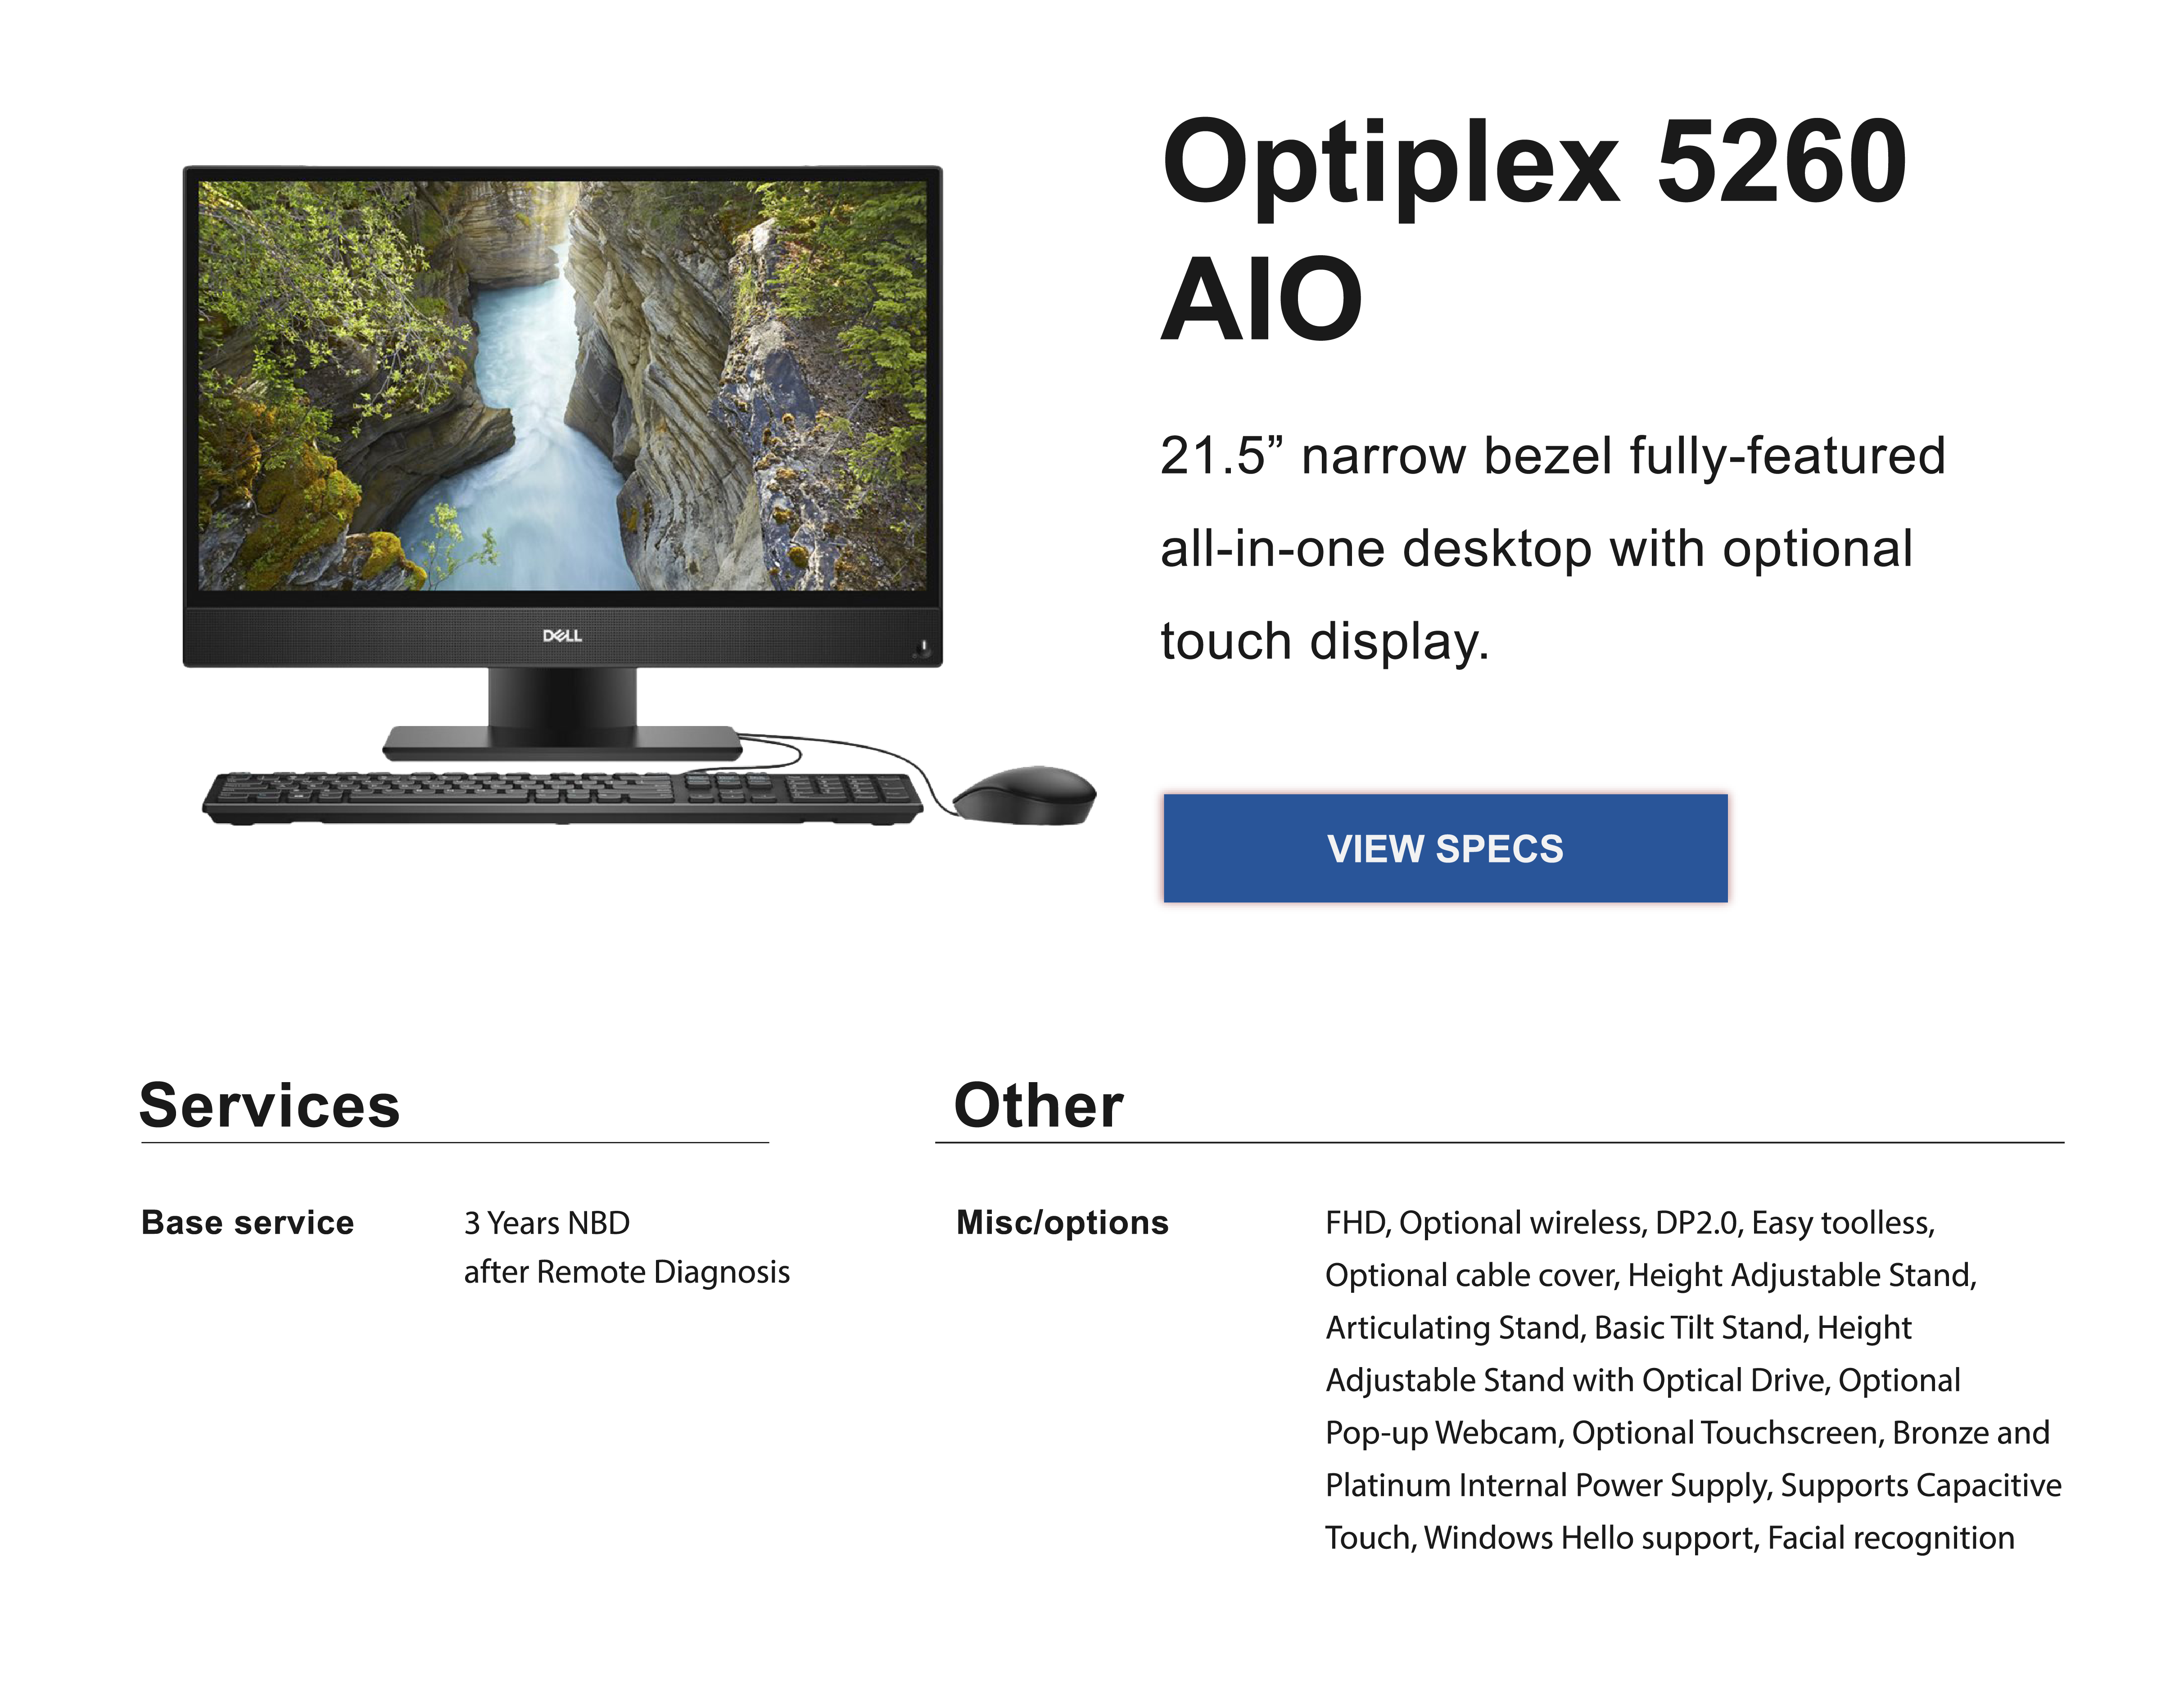 Optiplex 5260
AIO
21.5” narrow bezel fully-featured
all-in-one desktop with optional
touch display.
DELL
VIEW SPECS
Services
Base service
3 Years NBD
after Remote Diagnosis
Other
Misc/options
FHD, Optional wireless, DP2.0, Easy toolless,
Optional cable cover, Height Adjustable Stand,
Articulating Stand, Basic Tilt Stand, Height
Adjustable Stand with Optical Drive, Optional
Pop-up Webcam, Optional Touchscreen, Bronze and
Platinum Internal Power Supply, Supports Capacitive
Touch, Windows Hello support, Facial recognition